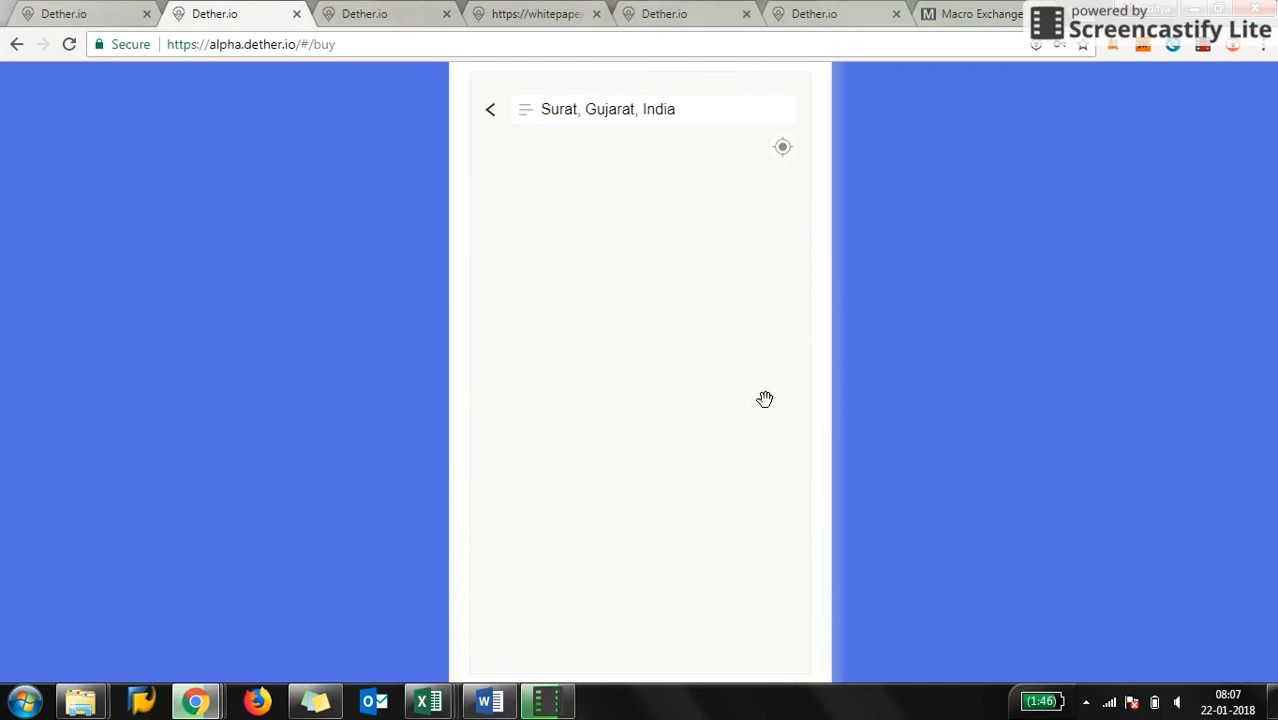 Dether.io
Dether.io
Dether.io
https://whitepape
Dether.io
Dether.io
Macro Exchange
powered by
Screencastify Lite
Secure
https://alpha.dether.io/#/buy
Surat, Gujarat, India
(1:46)
08:07
22-01-2018